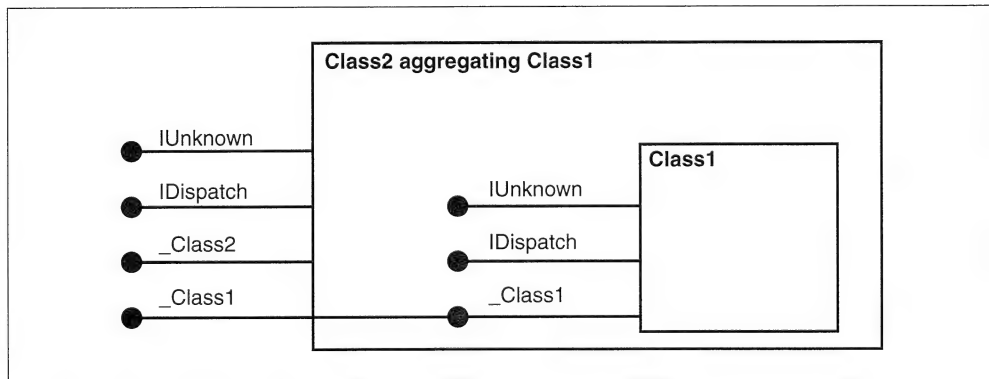 Class2 aggregating Class1
IUnknown
IDispatch
_Class2
_Class1
Class1
IUnknown
IDispatch
_Class1